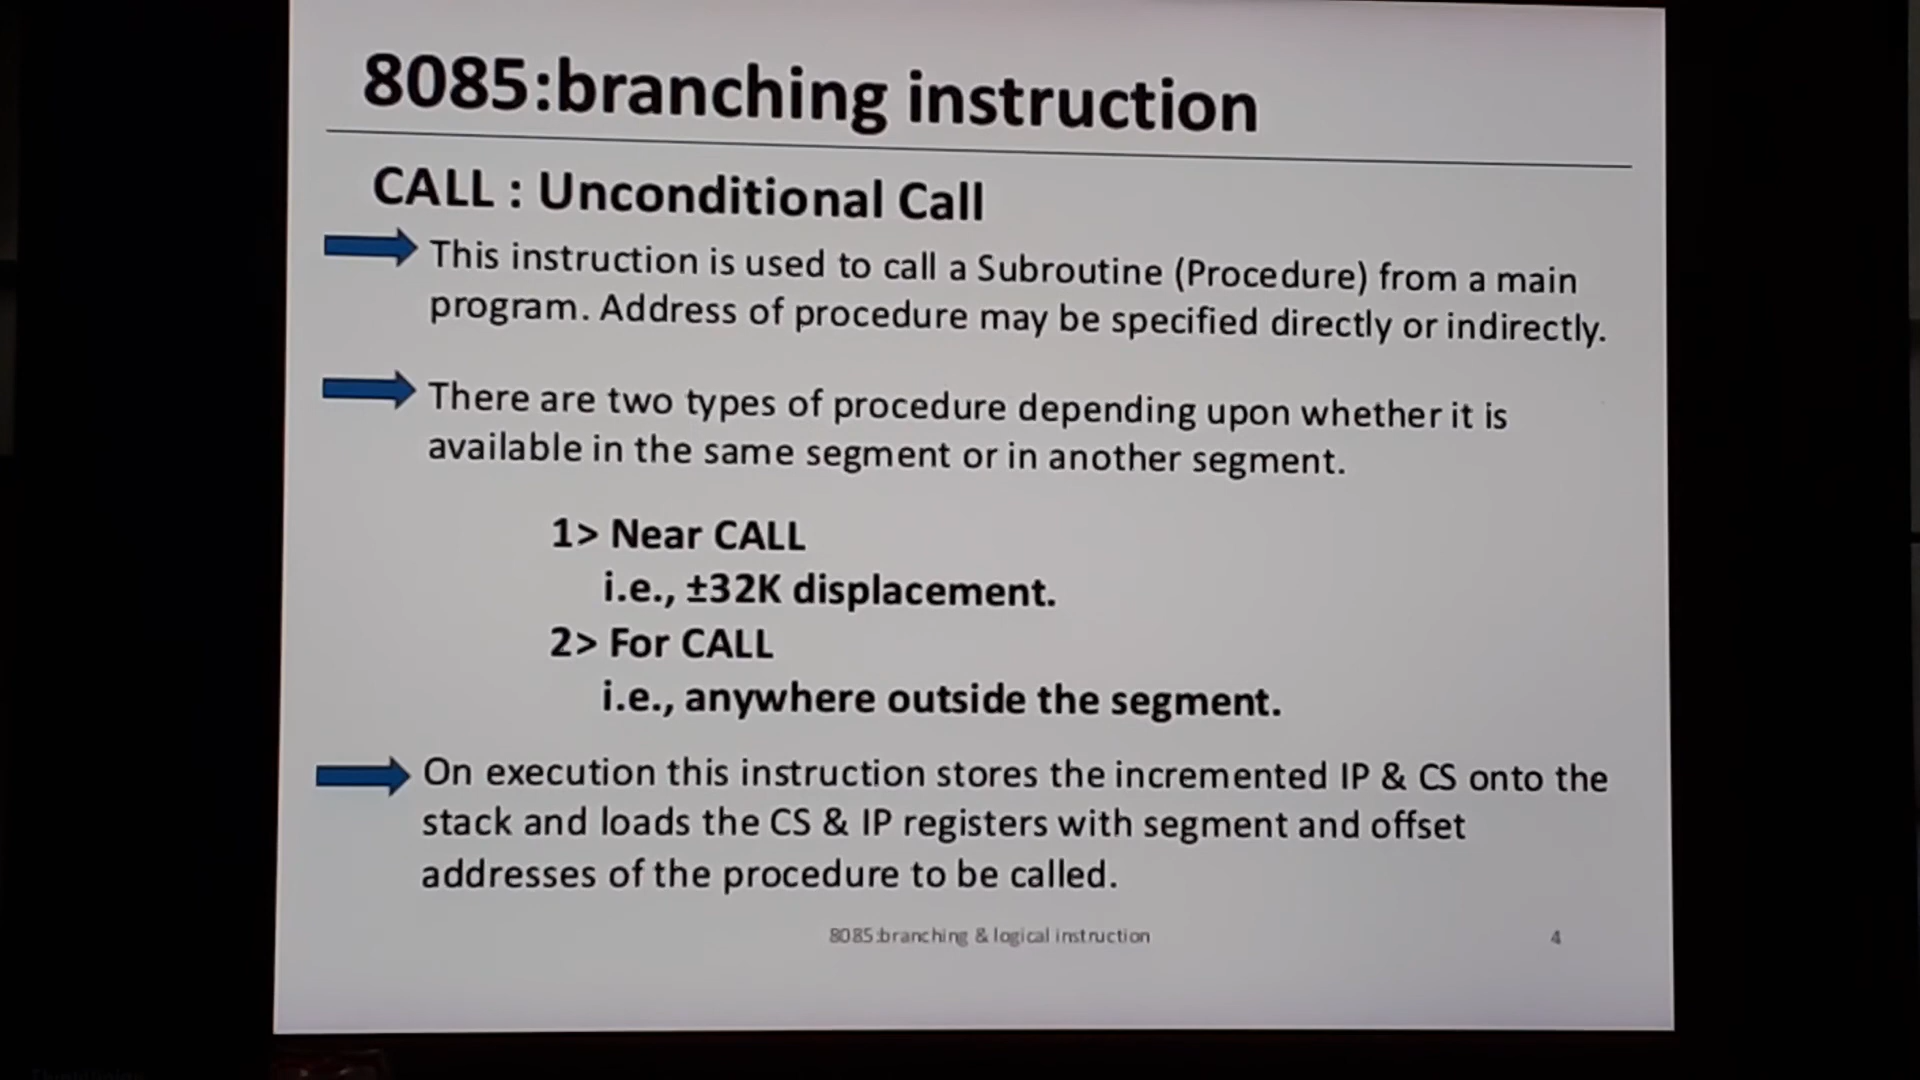 8085:branching instruction
CALL : Unconditional Call
This instruction is used to call a Subroutine (Procedure) from a main
program. Address of procedure may be specified directly or indirectly.
There are two types of procedure depending upon whether it is
available in the same segment or in another segment.
1> Near CALL
i.e., ±32K displacement.
2> For CALL
i.e., anywhere outside the segment.
On execution this instruction stores the incremented IP & CS onto the
stack and loads the CS & IP registers with segment and offset
addresses of the procedure to be called.
8085:branching & logical instruction
4